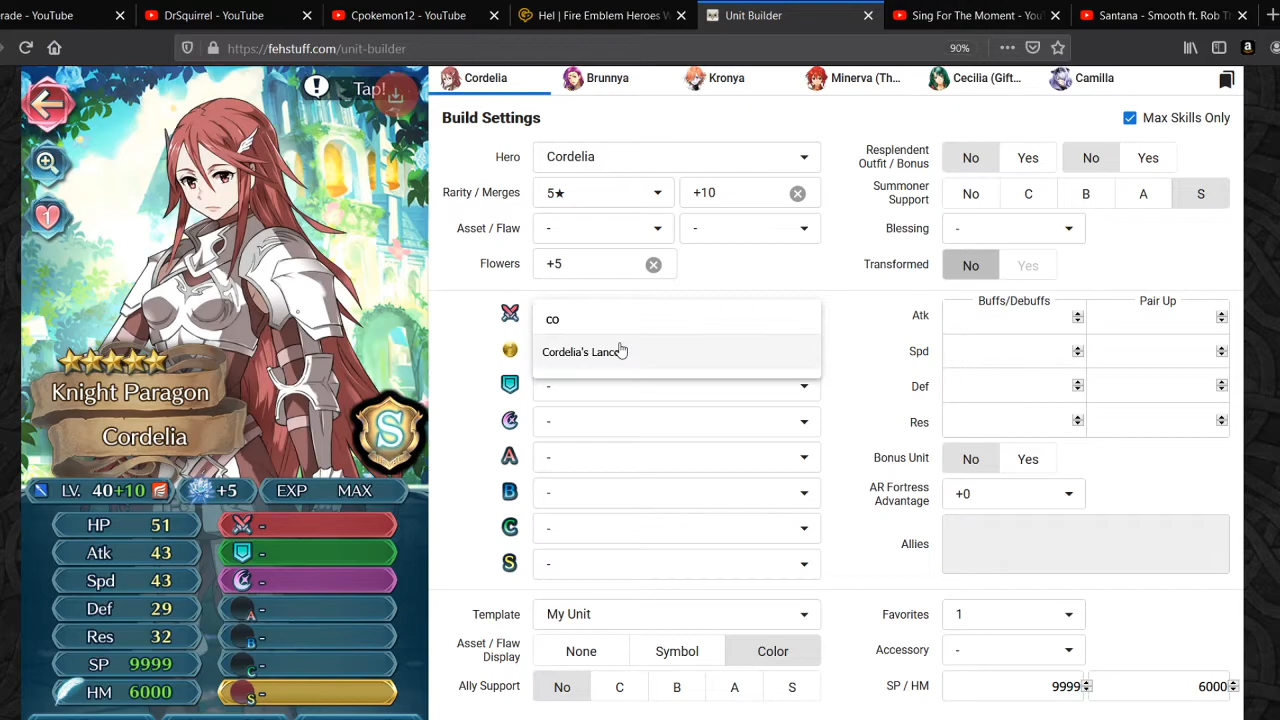 rade - YouTube
DrSquirrel - YouTube
Cpokemon12 - YouTube
Hel | Fire Emblem Heroes W
Unit Builder
Sing For The Moment - You
Santana - Smooth ft. Rob T
https://fehstuff.com/unit-builder
90%
Tap!
Cordelia
Brunnya
Kronya
Minerva (Th...
Cecilia (Gift...
Camilla
Build Settings
Max Skills Only
Hero
Cordelia
Resplendent
Outfit / Bonus
No
Yes
No
Yes
Rarity / Merges
5★
+10
Summoner
Support
No
C
B
A
S
Asset / Flaw
-
-
Blessing
-
Flowers
+5
Transformed
No
Yes
co
Cordelia's Lance
-
-
A
-
B
-
C
-
S
-
Buffs/Debuffs
Pair Up
Atk
Spd
Def
Res
Bonus Unit
No
Yes
AR Fortress
Advantage
+0
Allies
Template
My Unit
Favorites
1
Asset / Flaw
Display
None
Symbol
Color
Accessory
-
Ally Support
No
C
B
A
S
SP / HM
9999
6000
1
Knight Paragon
Cordelia
S
LV. 40+10
+5
EXP MAX
HP 51
-
Atk 43
-
Spd 43
-
Def 29
A -
Res 32
B -
SP 9999
C -
HM 6000
S -